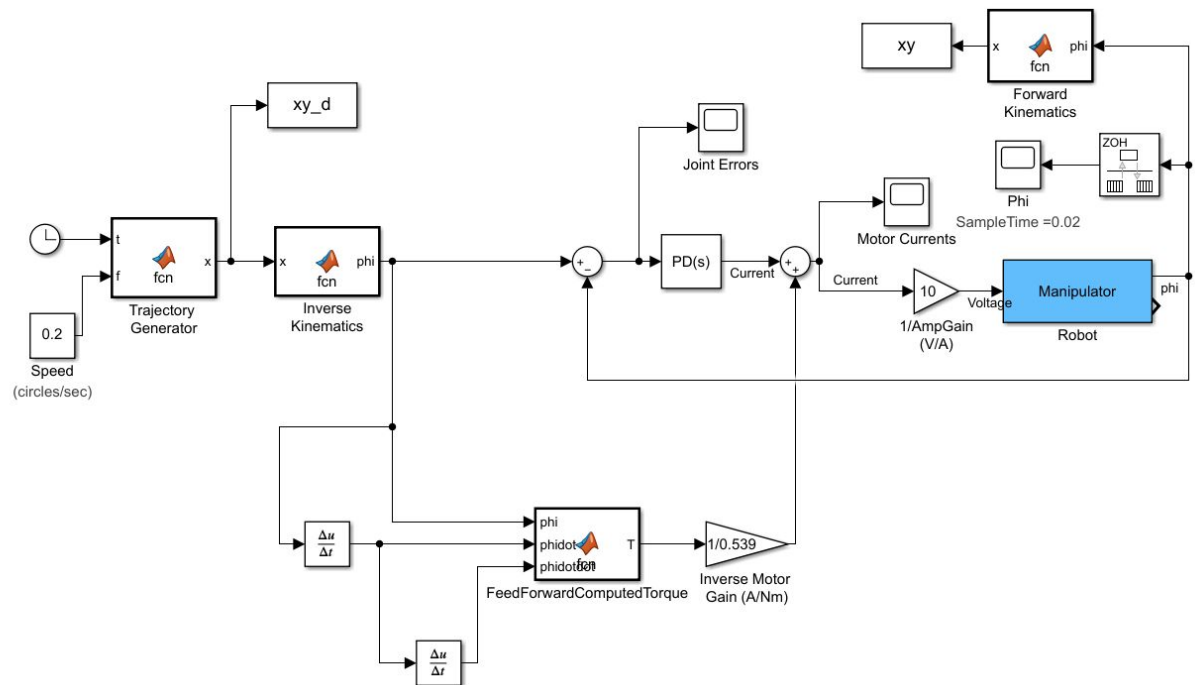 xy
x
fcn
phi
Forward
Kinematics
xy_d
Joint Errors
ZOH
Phi
SampleTime =0.02
Motor Currents
t
f
fcn
x
Trajectory
Generator
x
fcn
phi
Inverse
Kinematics
+
−
PD(s)
Current
+
+
Current
10
1/AmpGain
(V/A)
Voltage
Manipulator
phi
Robot
0.2
Speed
(circles/sec)
Δu
Δt
phi
phidot
phidotdot
fcn
T
FeedForwardComputedTorque
1/0.539
Inverse Motor
Gain (A/Nm)
Δu
Δt